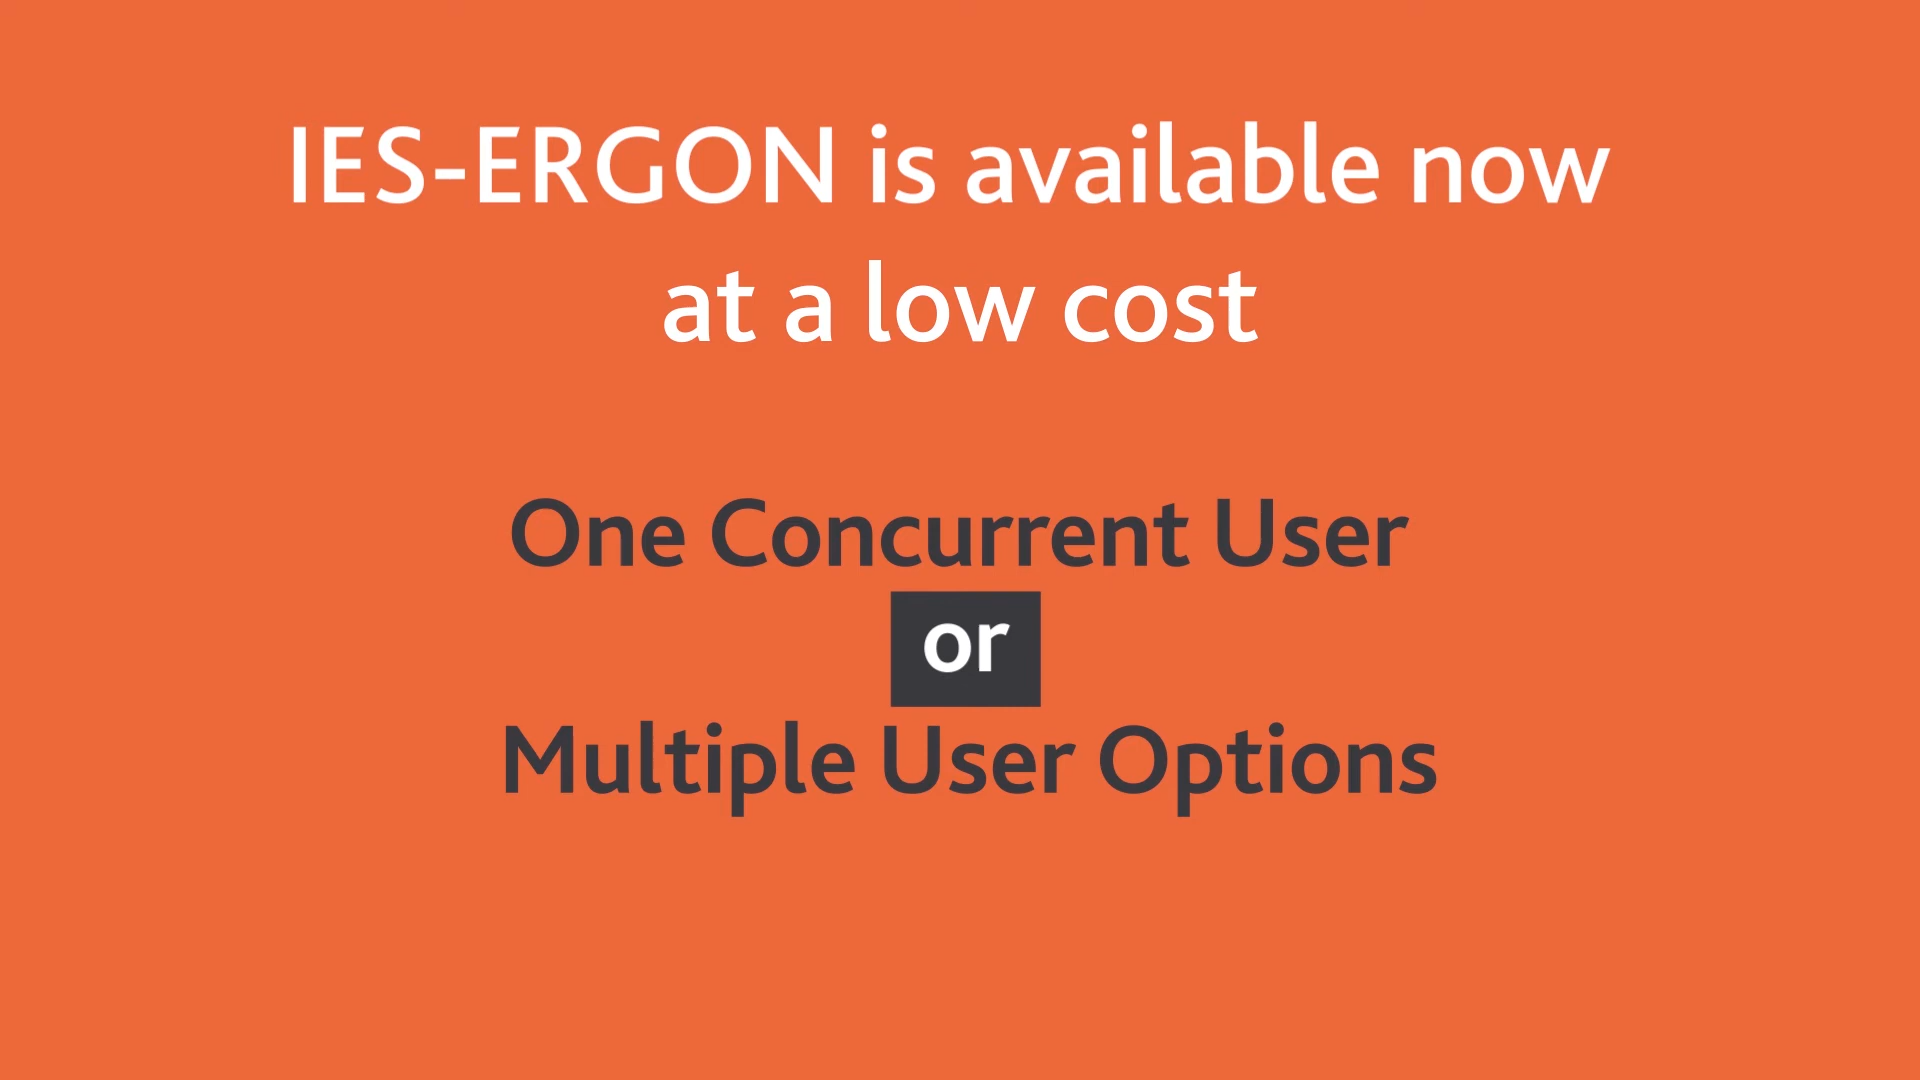 IES-ERGON is available now
at a low cost
One Concurrent User
or
Multiple User Options